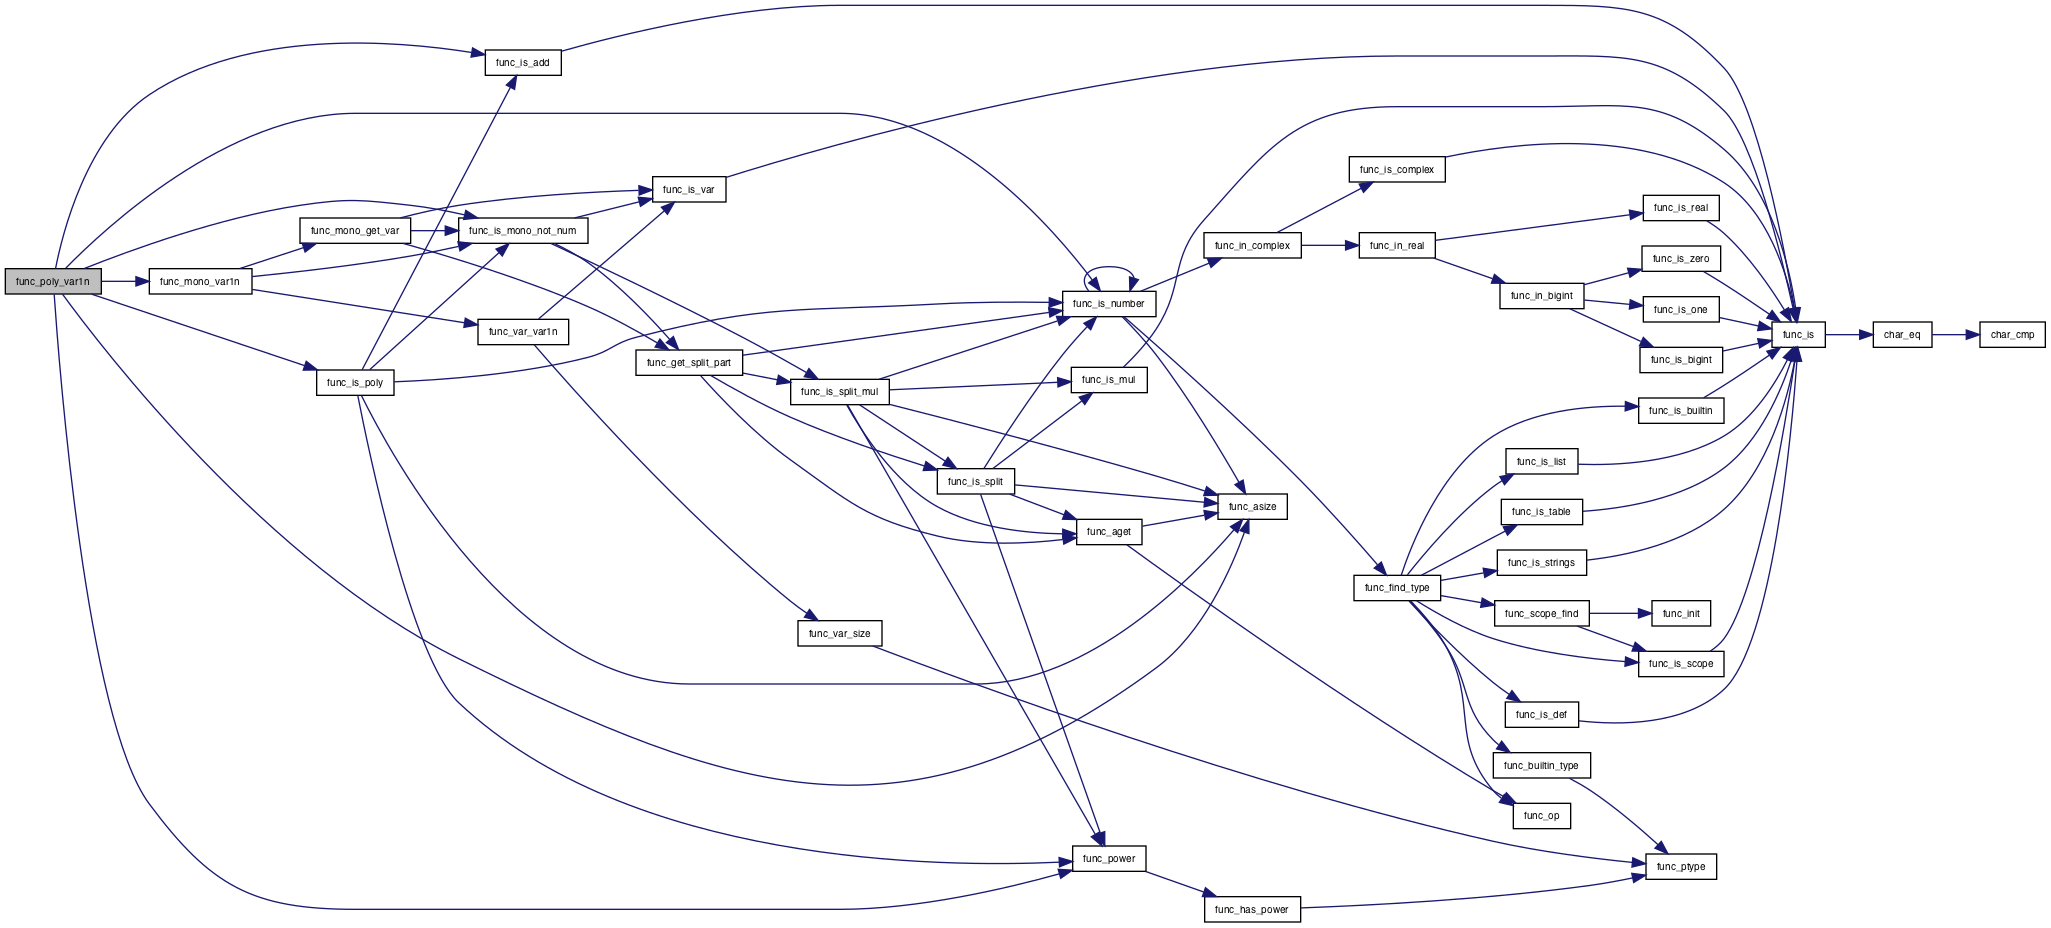 func_poly_var1n
func_mono_var1n
func_mono_get_var
func_is_poly
func_is_add
func_is_mono_not_num
func_var_var1n
func_is_var
func_get_split_part
func_is_split_mul
func_var_size
func_is_split
func_is_number
func_is_mul
func_aget
func_power
func_in_complex
func_asize
func_has_power
func_is_complex
func_in_real
func_find_type
func_in_bigint
func_is_list
func_is_table
func_is_strings
func_scope_find
func_is_def
func_builtin_type
func_op
func_is_real
func_is_zero
func_is_one
func_is_bigint
func_is_builtin
func_init
func_is_scope
func_ptype
func_is
char_eq
char_cmp